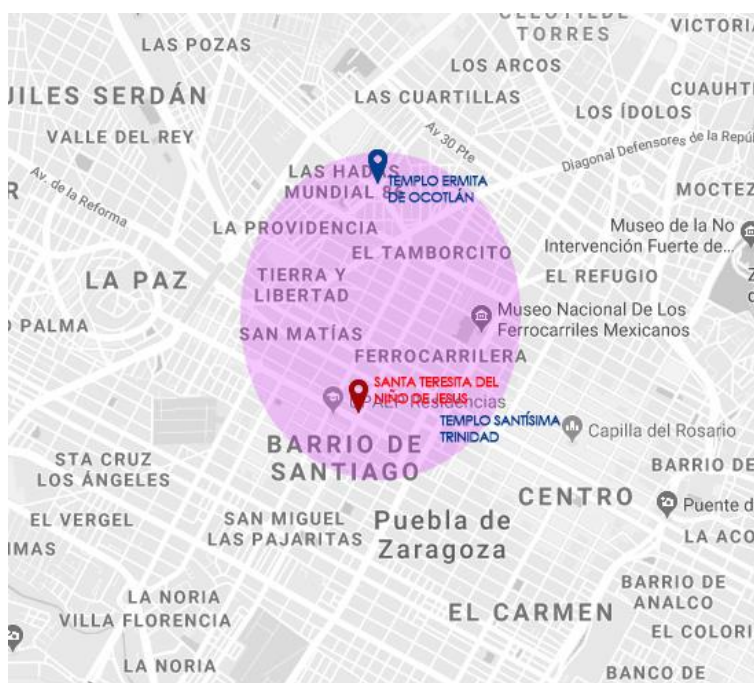 TORRES
VICTORI
LAS POZAS
LOS ARCOS
JILES SERDÁN
LAS CUARTILLAS
CUAUHT
LOS ÍDOLOS
VALLE DEL REY
Av 30 Pte
Diagonal Defensores de la Repú
Av. de la Reforma
LAS HADAS
MUNDIAL 86
TEMPLO ERMITA
DE OCOTLÁN
MOCTEZ
R
LA PROVIDENCIA
Museo de la No
Intervención Fuerte de...
EL TAMBORCITO
LA PAZ
TIERRA Y
LIBERTAD
EL REFUGIO
PALMA
SAN MATÍAS
Museo Nacional De Los
Ferrocarriles Mexicanos
FERROCARRILERA
SANTA TERESITA DEL
NIÑO DE JESUS
Residencias
TEMPLO SANTÍSIMA
TRINIDAD
Capilla del Rosario
BARRIO DE
SANTIAGO
STA CRUZ
LOS ÁNGELES
BARRIO DE
CENTRO
Puente d
EL VERGEL
SAN MIGUEL
LAS PAJARITAS
Puebla de
Zaragoza
IMAS
LA ACO
LA NORIA
VILLA FLORENCIA
BARRIO DE
ANALCO
EL CARMEN
EL COLORI
LA NORIA
BANCO DE